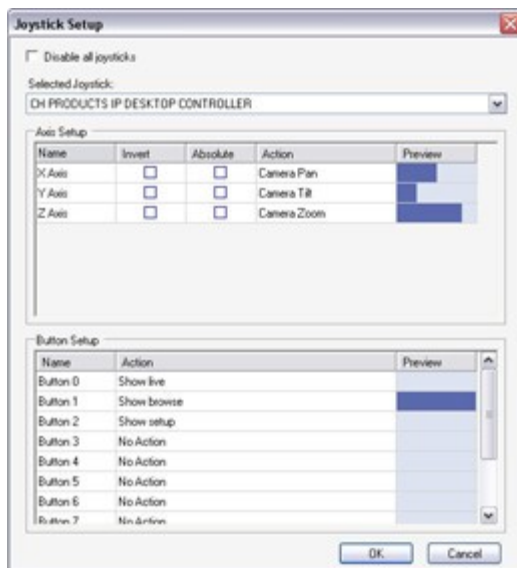 Joystick Setup
Disable all joysticks
Selected Joystick:
CH PRODUCTS IP DESKTOP CONTROLLER
Axis Setup
Name Invert Absolute Action Preview
X Axis Camera Pan
Y Axis Camera Tilt
Z Axis Camera Zoom
Button Setup
Name Action Preview
Button 0 Show live
Button 1 Show browse
Button 2 Show setup
Button 3 No Action
Button 4 No Action
Button 5 No Action
Button 6 No Action
Button 7 No Action
OK Cancel